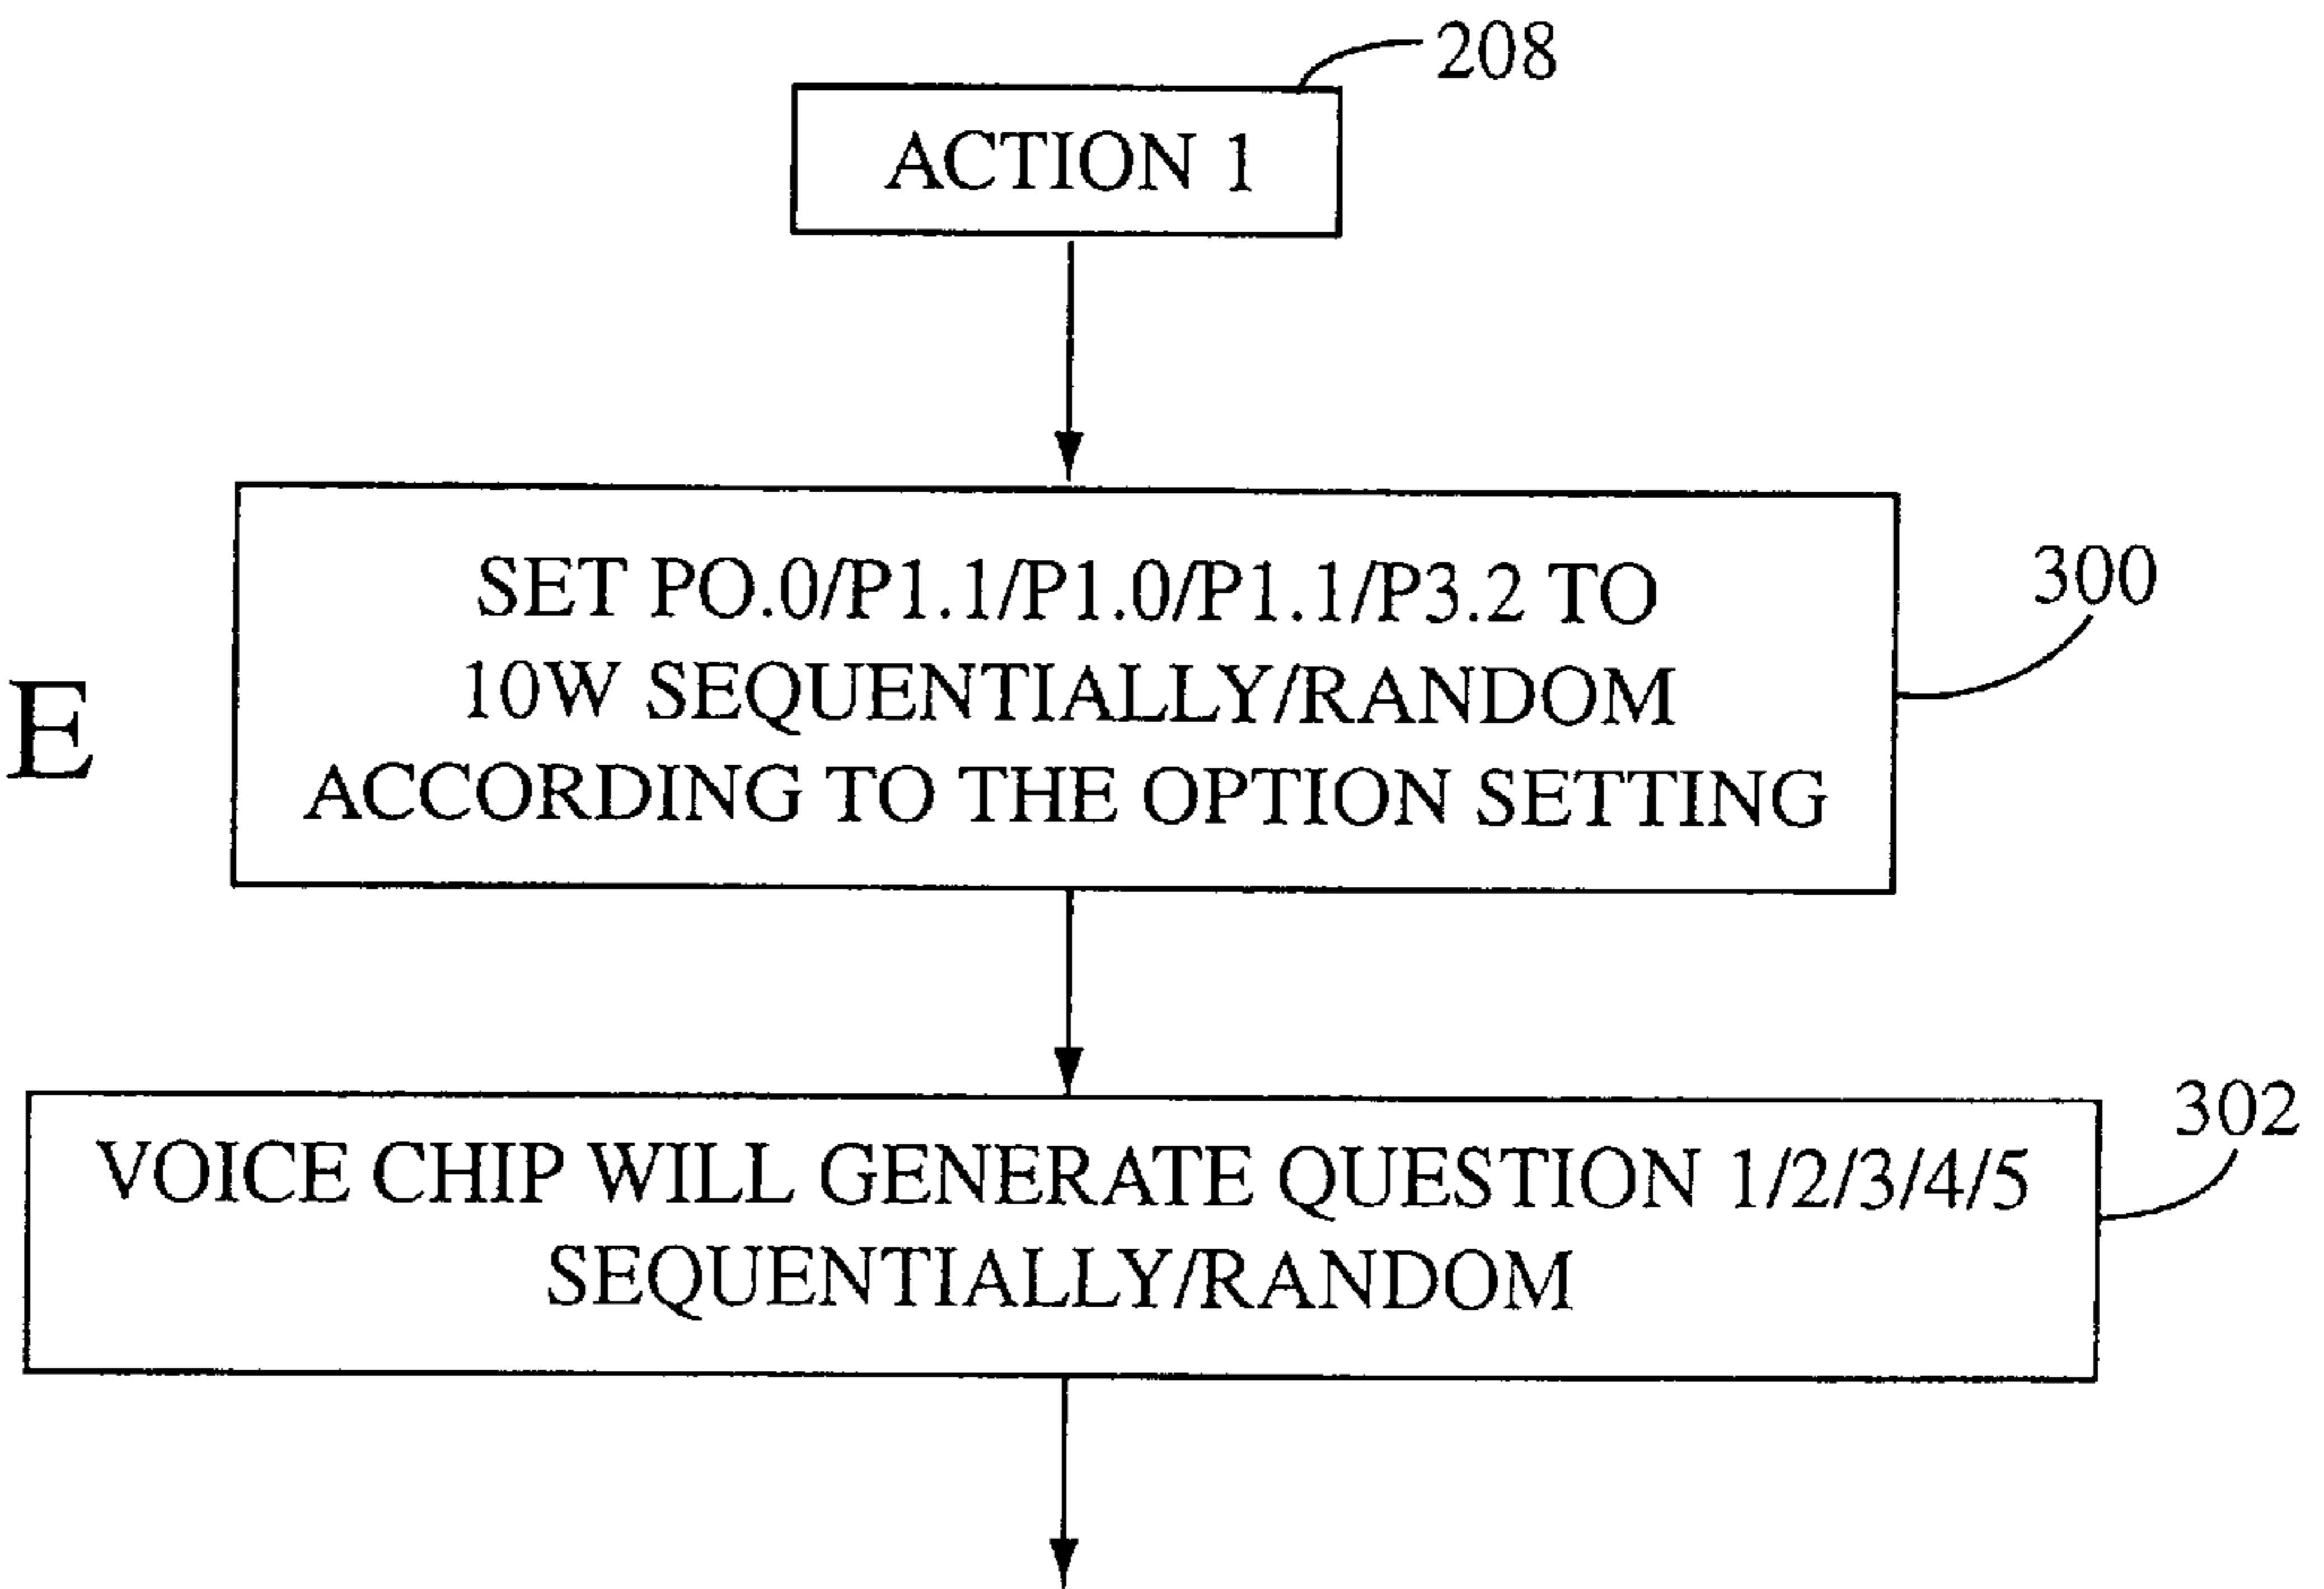 208
ACTION 1
SET PO.0/P1.1/P1.0/P1.1/P3.2 TO
10W SEQUENTIALLY/RANDOM
ACCORDING TO THE OPTION SETTING
300
E
VOICE CHIP WILL GENERATE QUESTION 1/2/3/4/5
SEQUENTIALLY/RANDOM
302